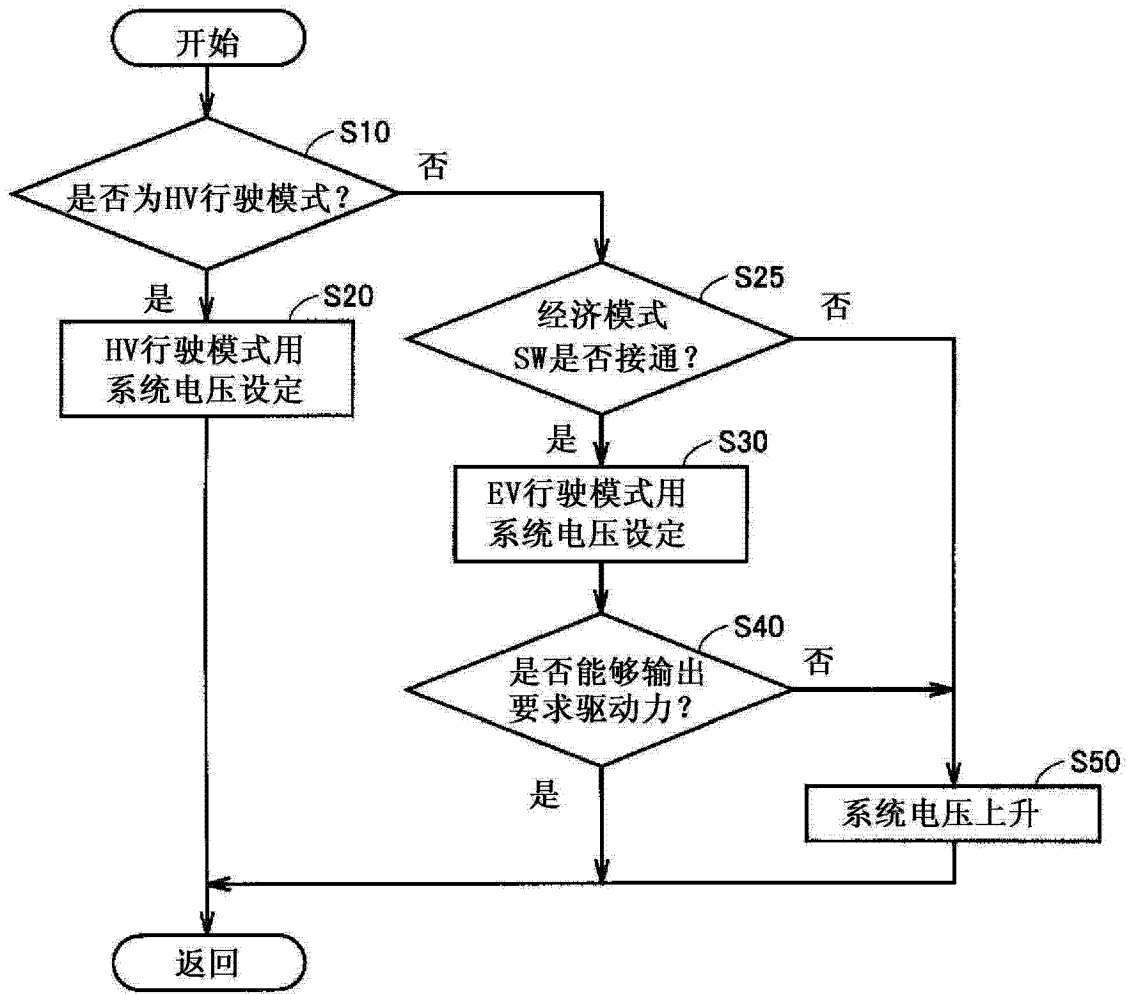 开始
S10
是否为HV行驶模式？
否
是
S20
HV行驶模式用
系统电压设定
S25
经济模式
SW是否接通？
否
是
S30
EV行驶模式用
系统电压设定
S40
是否能够输出
要求驱动力？
否
是
S50
系统电压上升
返回